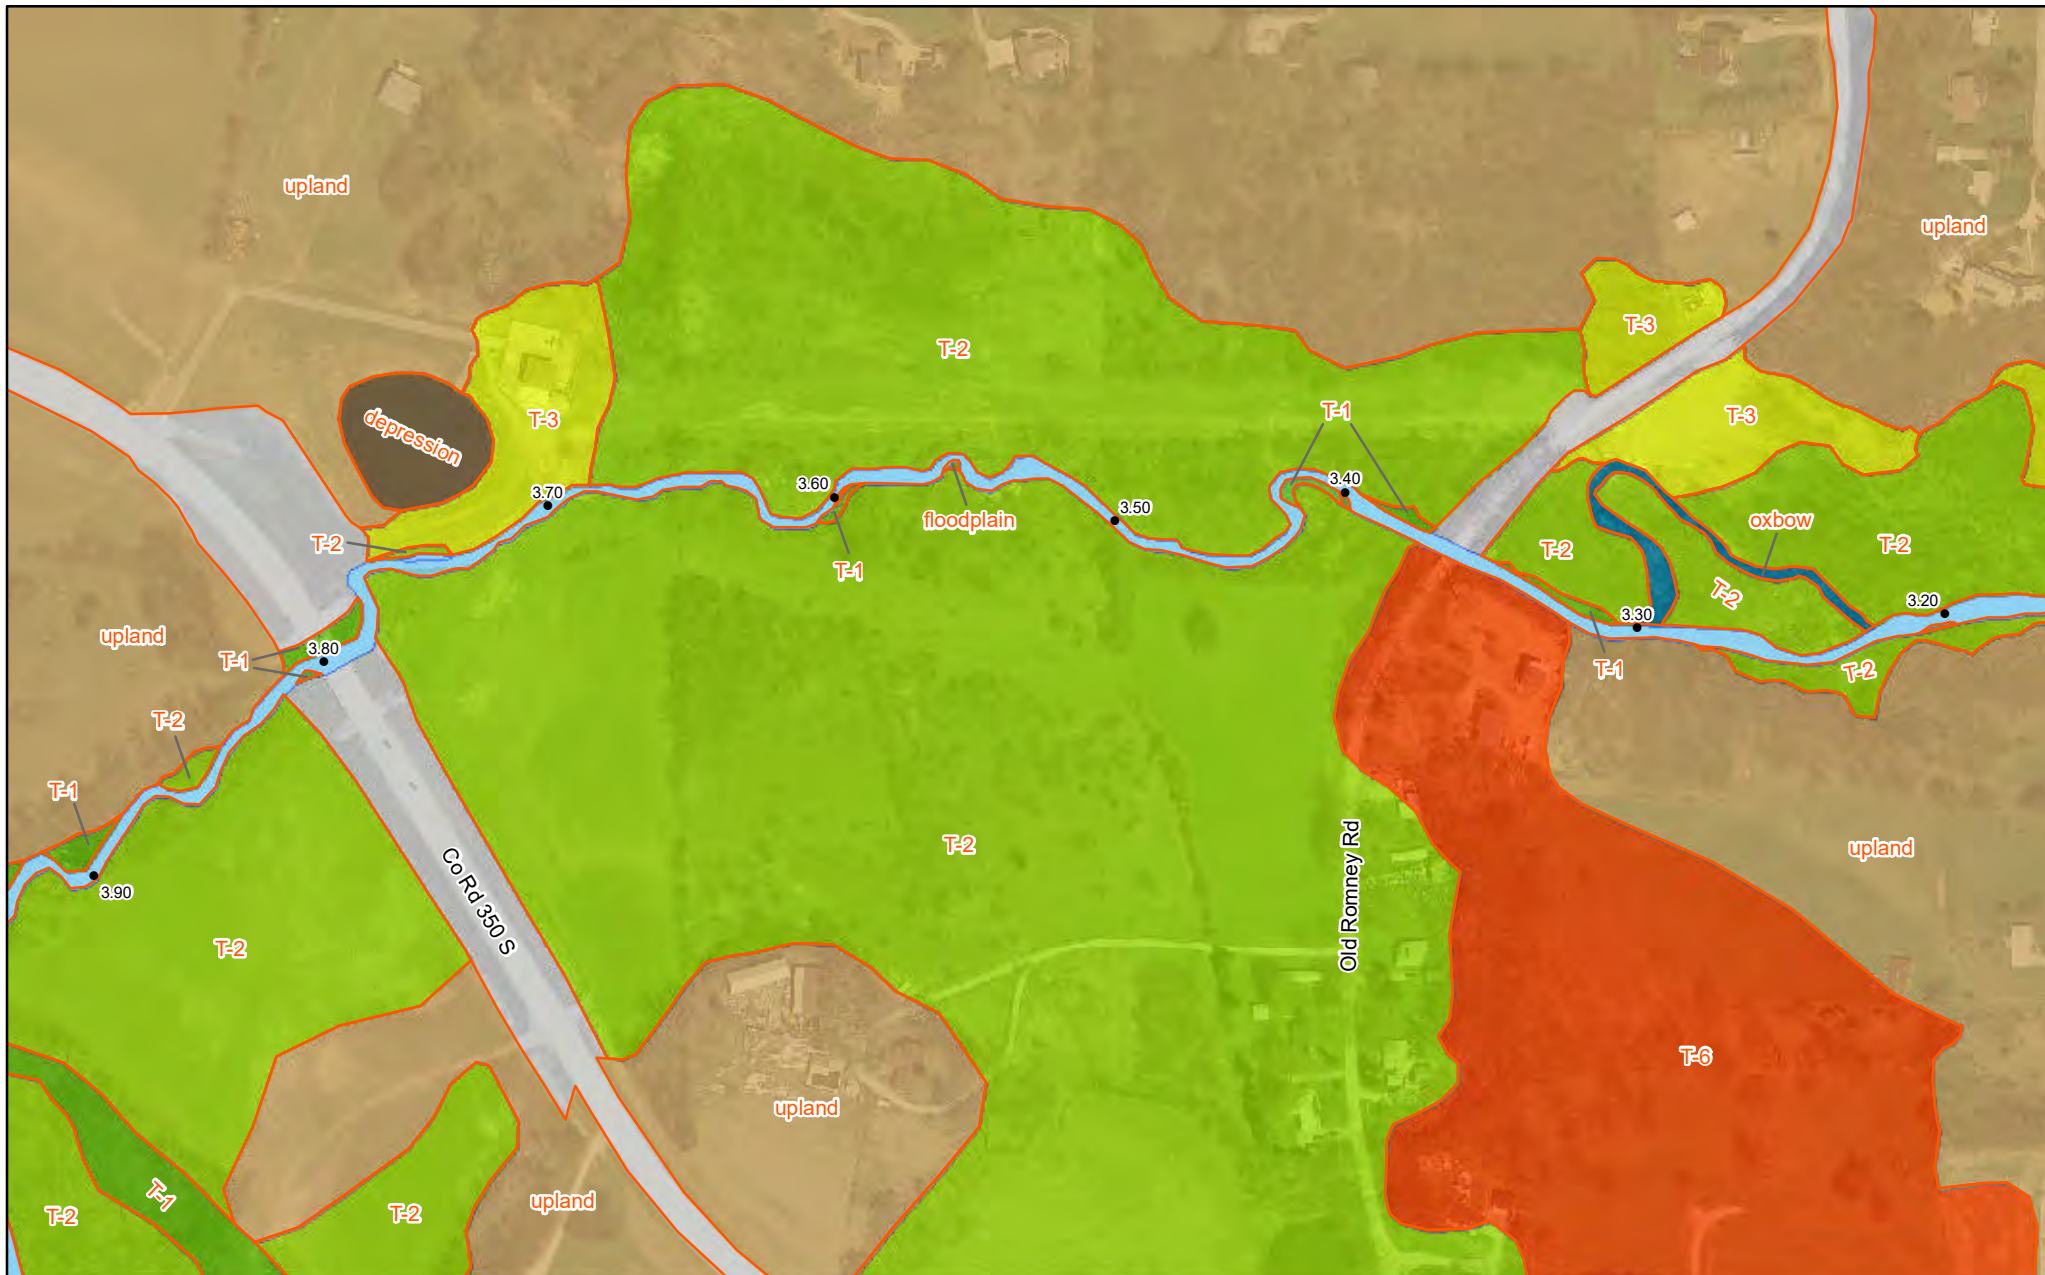 upland
upland
T-3
T-2
T-1
T-3
T-3
depression
3.70
3.60
3.40
3.50
floodplain
oxbow
T-2
T-2
T-2
T-1
T-2
3.20
3.30
upland
T-1
3.80
T-1
T-2
T-2
T-1
3.90
T-2
upland
Co Rd 350 S
Old Romney Rd
T-2
T-6
upland
T-1
T-2
T-2
upland